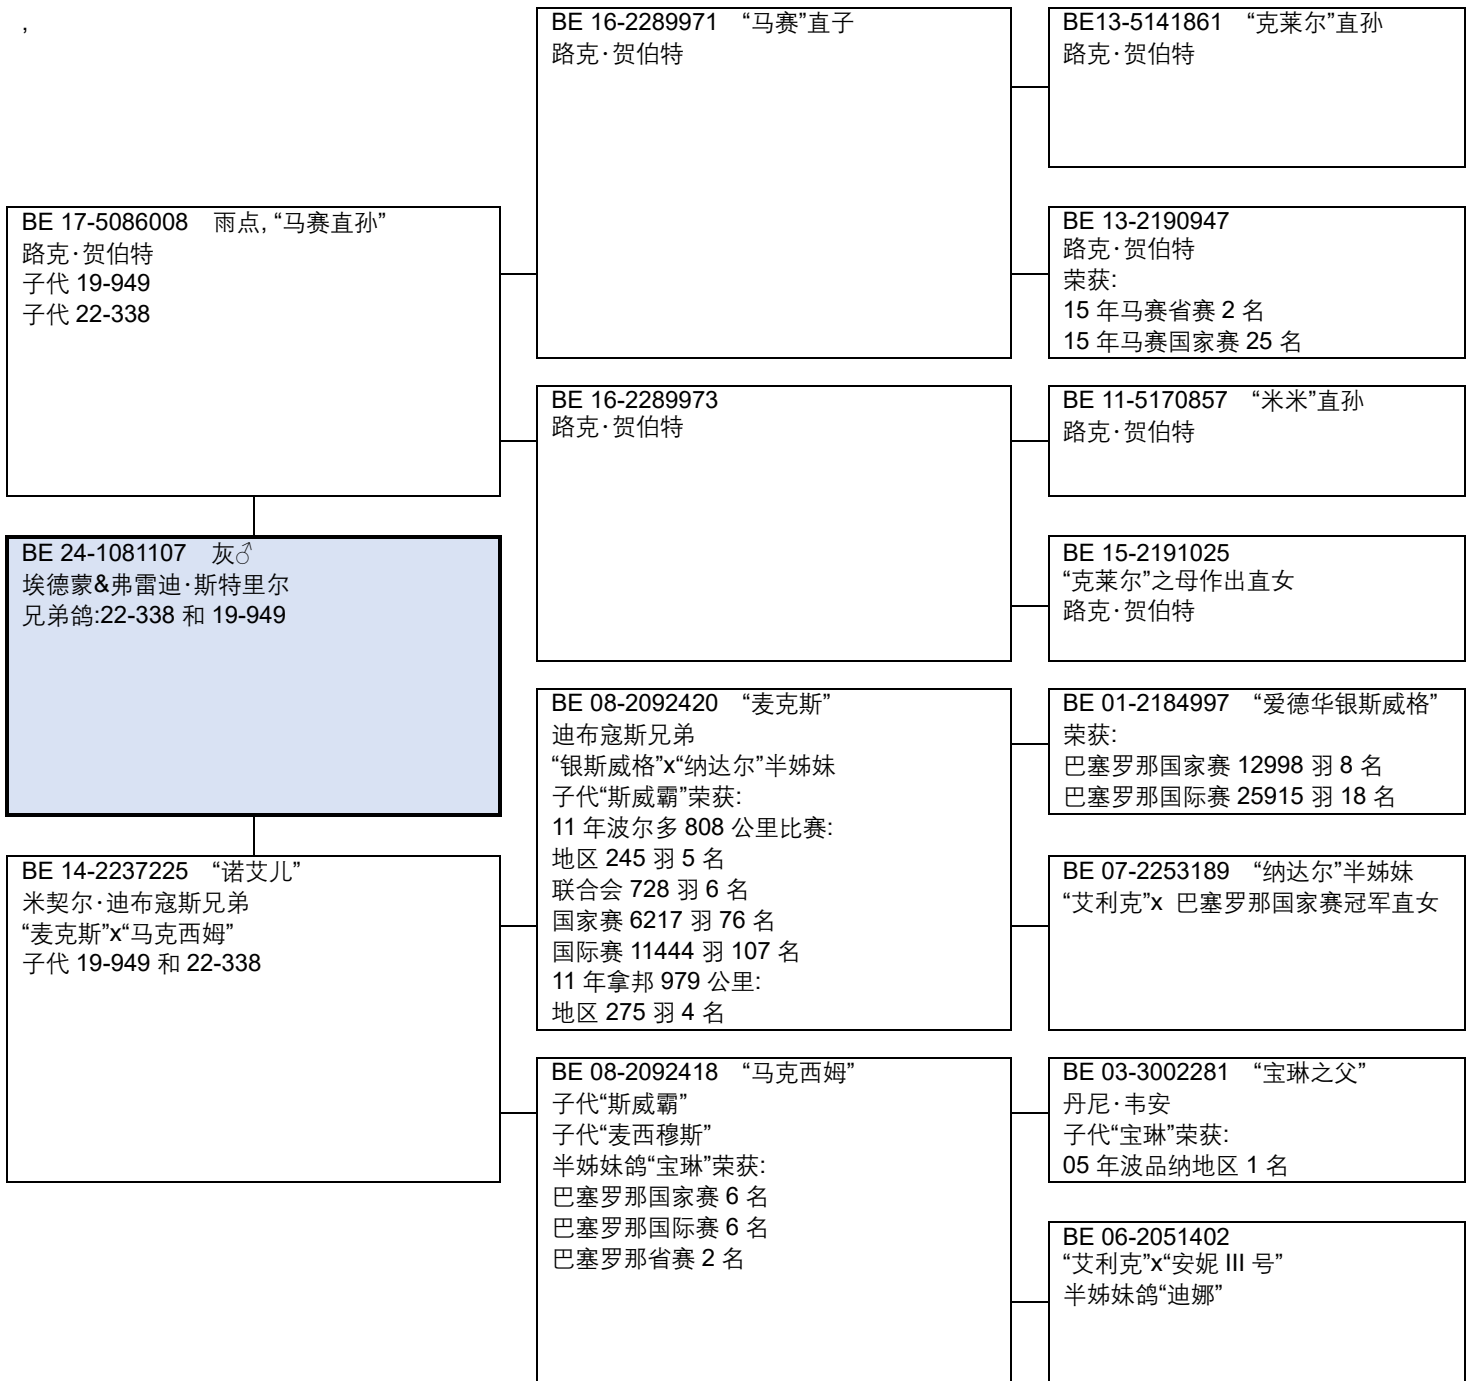 ,
BE 17-5086008 雨点, “马赛直孙”
路克·贺伯特
子代 19-949
子代 22-338
BE 24-1081107 灰♂
埃德蒙&弗雷迪·斯特里尔
兄弟鸽:22-338 和 19-949
BE 14-2237225 “诺艾儿”
米契尔·迪布寇斯兄弟
“麦克斯”x“马克西姆”
子代 19-949 和 22-338
BE 16-2289971 “马赛”直子
路克·贺伯特
BE 16-2289973
路克·贺伯特
BE 08-2092420 “麦克斯”
迪布寇斯兄弟
“银斯威格”x“纳达尔”半姊妹
子代“斯威霸”荣获:
11 年波尔多 808 公里比赛:
地区 245 羽 5 名
联合会 728 羽 6 名
国家赛 6217 羽 76 名
国际赛 11444 羽 107 名
11 年拿邦 979 公里:
地区 275 羽 4 名
BE 08-2092418 “马克西姆”
子代“斯威霸”
子代“麦西穆斯”
半姊妹鸽“宝琳”荣获:
巴塞罗那国家赛 6 名
巴塞罗那国际赛 6 名
巴塞罗那省赛 2 名
BE13-5141861 “克莱尔”直孙
路克·贺伯特
BE 13-2190947
路克·贺伯特
荣获:
15 年马赛省赛 2 名
15 年马赛国家赛 25 名
BE 11-5170857 “米米”直孙
路克·贺伯特
BE 15-2191025
“克莱尔”之母作出直女
路克·贺伯特
BE 01-2184997 “爱德华银斯威格”
荣获:
巴塞罗那国家赛 12998 羽 8 名
巴塞罗那国际赛 25915 羽 18 名
BE 07-2253189 “纳达尔”半姊妹
“艾利克”x 巴塞罗那国家赛冠军直女
BE 03-3002281 “宝琳之父”
丹尼·韦安
子代“宝琳”荣获:
05 年波品纳地区 1 名
BE 06-2051402
“艾利克”x“安妮 III 号”
半姊妹鸽“迪娜”